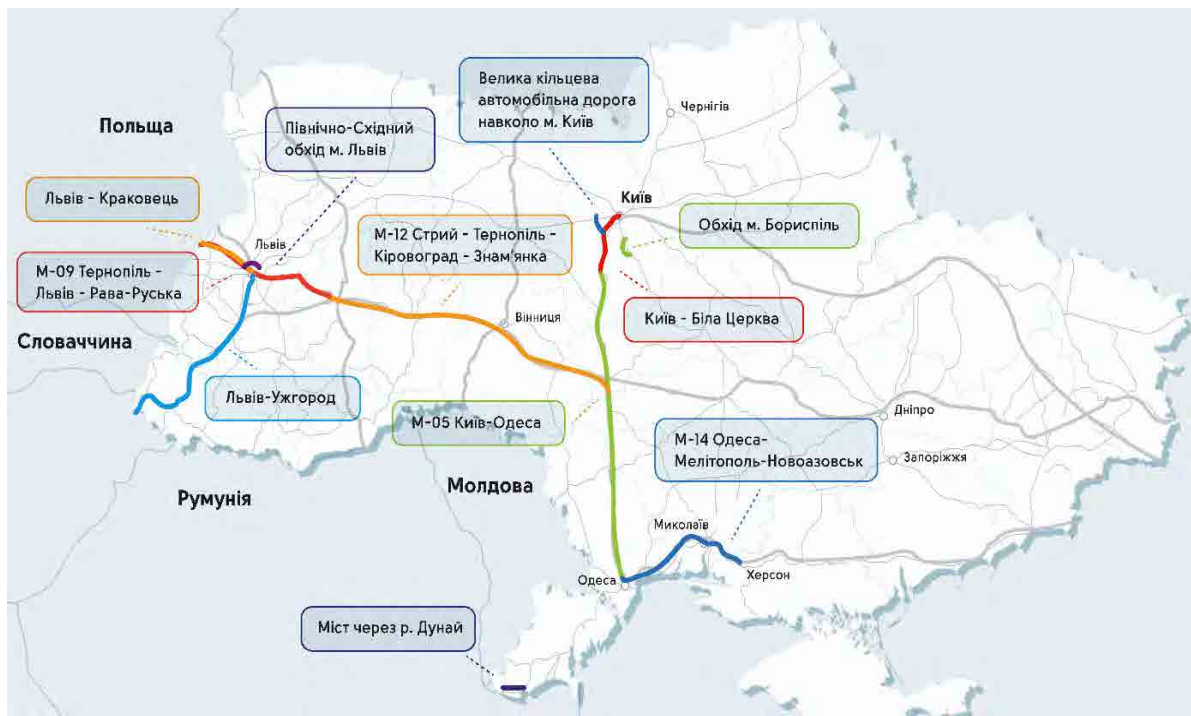 Велика кільцева
автомобільна дорога
навколо м. Київ
Чернігів
Польща
Північно-Східний
обхід м. Львів
Львів - Краковець
Київ
Обхід м. Бориспіль
М-12 Стрий - Тернопіль -
Кіровоград - Знам'янка
Львів
М-09 Тернопіль -
Львів - Рава-Руська
Вінниця
Київ - Біла Церква
Словаччина
Львів-Ужгород
М-05 Київ-Одеса
Дніпро
М-14 Одеса-
Мелітополь-Новоазовськ
Запоріжжя
Румунія
Молдова
Миколаїв
Одеса
Херсон
Міст через р. Дунай